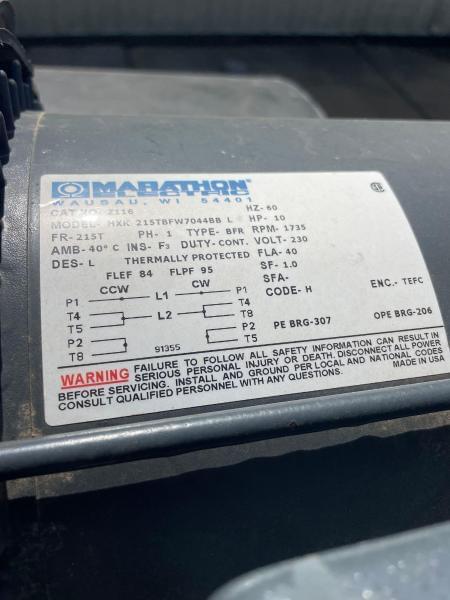 MARATHON
ELECTRIC
WAUSAU, WI 54401
CAT NO. Z116 HZ- 60
MODEL- HXK 215TBFW7044BB L HP- 10
FR- 215T PH- 1 TYPE- BFR RPM- 1735
AMB- 40° C INS- F3 DUTY- CONT. VOLT- 230
DES- L THERMALLY PROTECTED FLA- 40
FLEF 84 FLPF 95 SF- 1.0
SFA-
CODE- H ENC.- TEFC
CCW CW
P1 L1 P1
T4 L2 T4
T5 T8
P2 P2
T8 T5
91355
PE BRG-307 OPE BRG-206
WARNING FAILURE TO FOLLOW ALL SAFETY INFORMATION CAN RESULT IN
SERIOUS PERSONAL INJURY OR DEATH. DISCONNECT ALL POWER
BEFORE SERVICING. INSTALL AND GROUND PER LOCAL AND NATIONAL CODES
CONSULT QUALIFIED PERSONNEL WITH ANY QUESTIONS. MADE IN USA